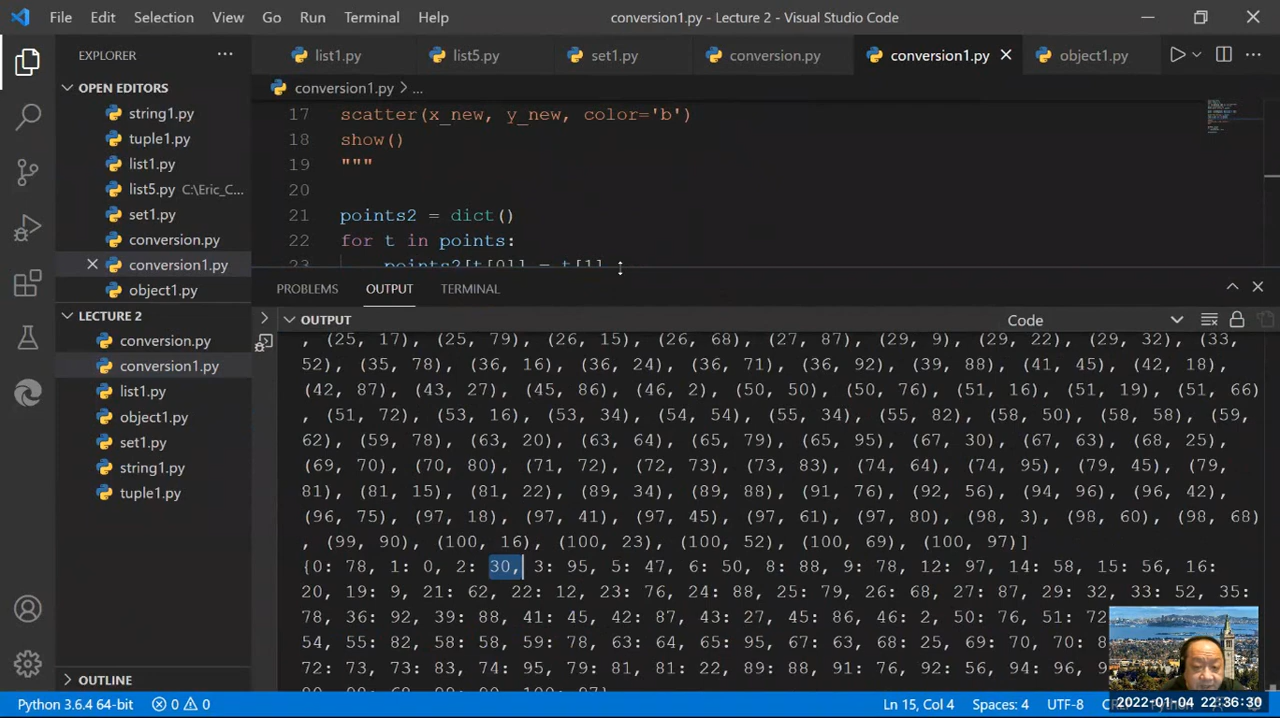 File Edit Selection View Go Run Terminal Help conversion1.py - Lecture 2 - Visual Studio Code
EXPLORER
OPEN EDITORS
string1.py
tuple1.py
list1.py
list5.py C:\Eric_C...
set1.py
conversion.py
conversion1.py
object1.py
LECTURE 2
conversion.py
conversion1.py
list1.py
object1.py
set1.py
string1.py
tuple1.py
OUTLINE
list1.py list5.py set1.py conversion.py conversion1.py object1.py
conversion1.py > ...
17 scatter(x_new, y_new, color='b')
18 show()
19 """
20
21 points2 = dict()
22 for t in points:
23 points2[t[0]] = t[1]
PROBLEMS OUTPUT TERMINAL
OUTPUT Code
, (25, 17), (25, 79), (26, 15), (26, 68), (27, 87), (29, 9), (29, 22), (29, 32), (33,
52), (35, 78), (36, 16), (36, 24), (36, 71), (36, 92), (39, 88), (41, 45), (42, 18),
(42, 87), (43, 27), (45, 86), (46, 2), (50, 50), (50, 76), (51, 16), (51, 19), (51, 66)
, (51, 72), (53, 16), (53, 34), (54, 54), (55, 34), (55, 82), (58, 50), (58, 58), (59,
62), (59, 78), (63, 20), (63, 64), (65, 79), (65, 95), (67, 30), (67, 63), (68, 25),
(69, 70), (70, 80), (71, 72), (72, 73), (73, 83), (74, 64), (74, 95), (79, 45), (79,
81), (81, 15), (81, 22), (89, 34), (89, 88), (91, 76), (92, 56), (94, 96), (96, 42),
(96, 75), (97, 18), (97, 41), (97, 45), (97, 61), (97, 80), (98, 3), (98, 60), (98, 68)
, (99, 90), (100, 16), (100, 23), (100, 52), (100, 69), (100, 97)]
{0: 78, 1: 0, 2: 30, 3: 95, 5: 47, 6: 50, 8: 88, 9: 78, 12: 97, 14: 58, 15: 56, 16:
20, 19: 9, 21: 62, 22: 12, 23: 76, 24: 88, 25: 79, 26: 68, 27: 87, 29: 32, 33: 52, 35:
78, 36: 92, 39: 88, 41: 45, 42: 87, 43: 27, 45: 86, 46: 2, 50: 76, 51: 72
54, 55: 82, 58: 58, 59: 78, 63: 64, 65: 95, 67: 63, 68: 25, 69: 70, 70: 8
72: 73, 73: 83, 74: 95, 79: 81, 81: 22, 89: 88, 91: 76, 92: 56, 94: 96, 9
Python 3.6.4 64-bit 0 0 Ln 15, Col 4 Spaces: 4 UTF-8
2022-01-04 22:36:30